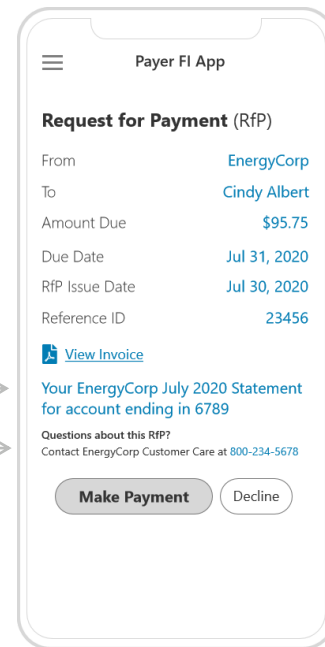 Payer FI App
Request for Payment (RfP)
From EnergyCorp
To Cindy Albert
Amount Due $95.75
Due Date Jul 31, 2020
RfP Issue Date Jul 30, 2020
Reference ID 23456
View Invoice
Your EnergyCorp July 2020 Statement
for account ending in 6789
Questions about this RfP?
Contact EnergyCorp Customer Care at 800-234-5678
Make Payment Decline